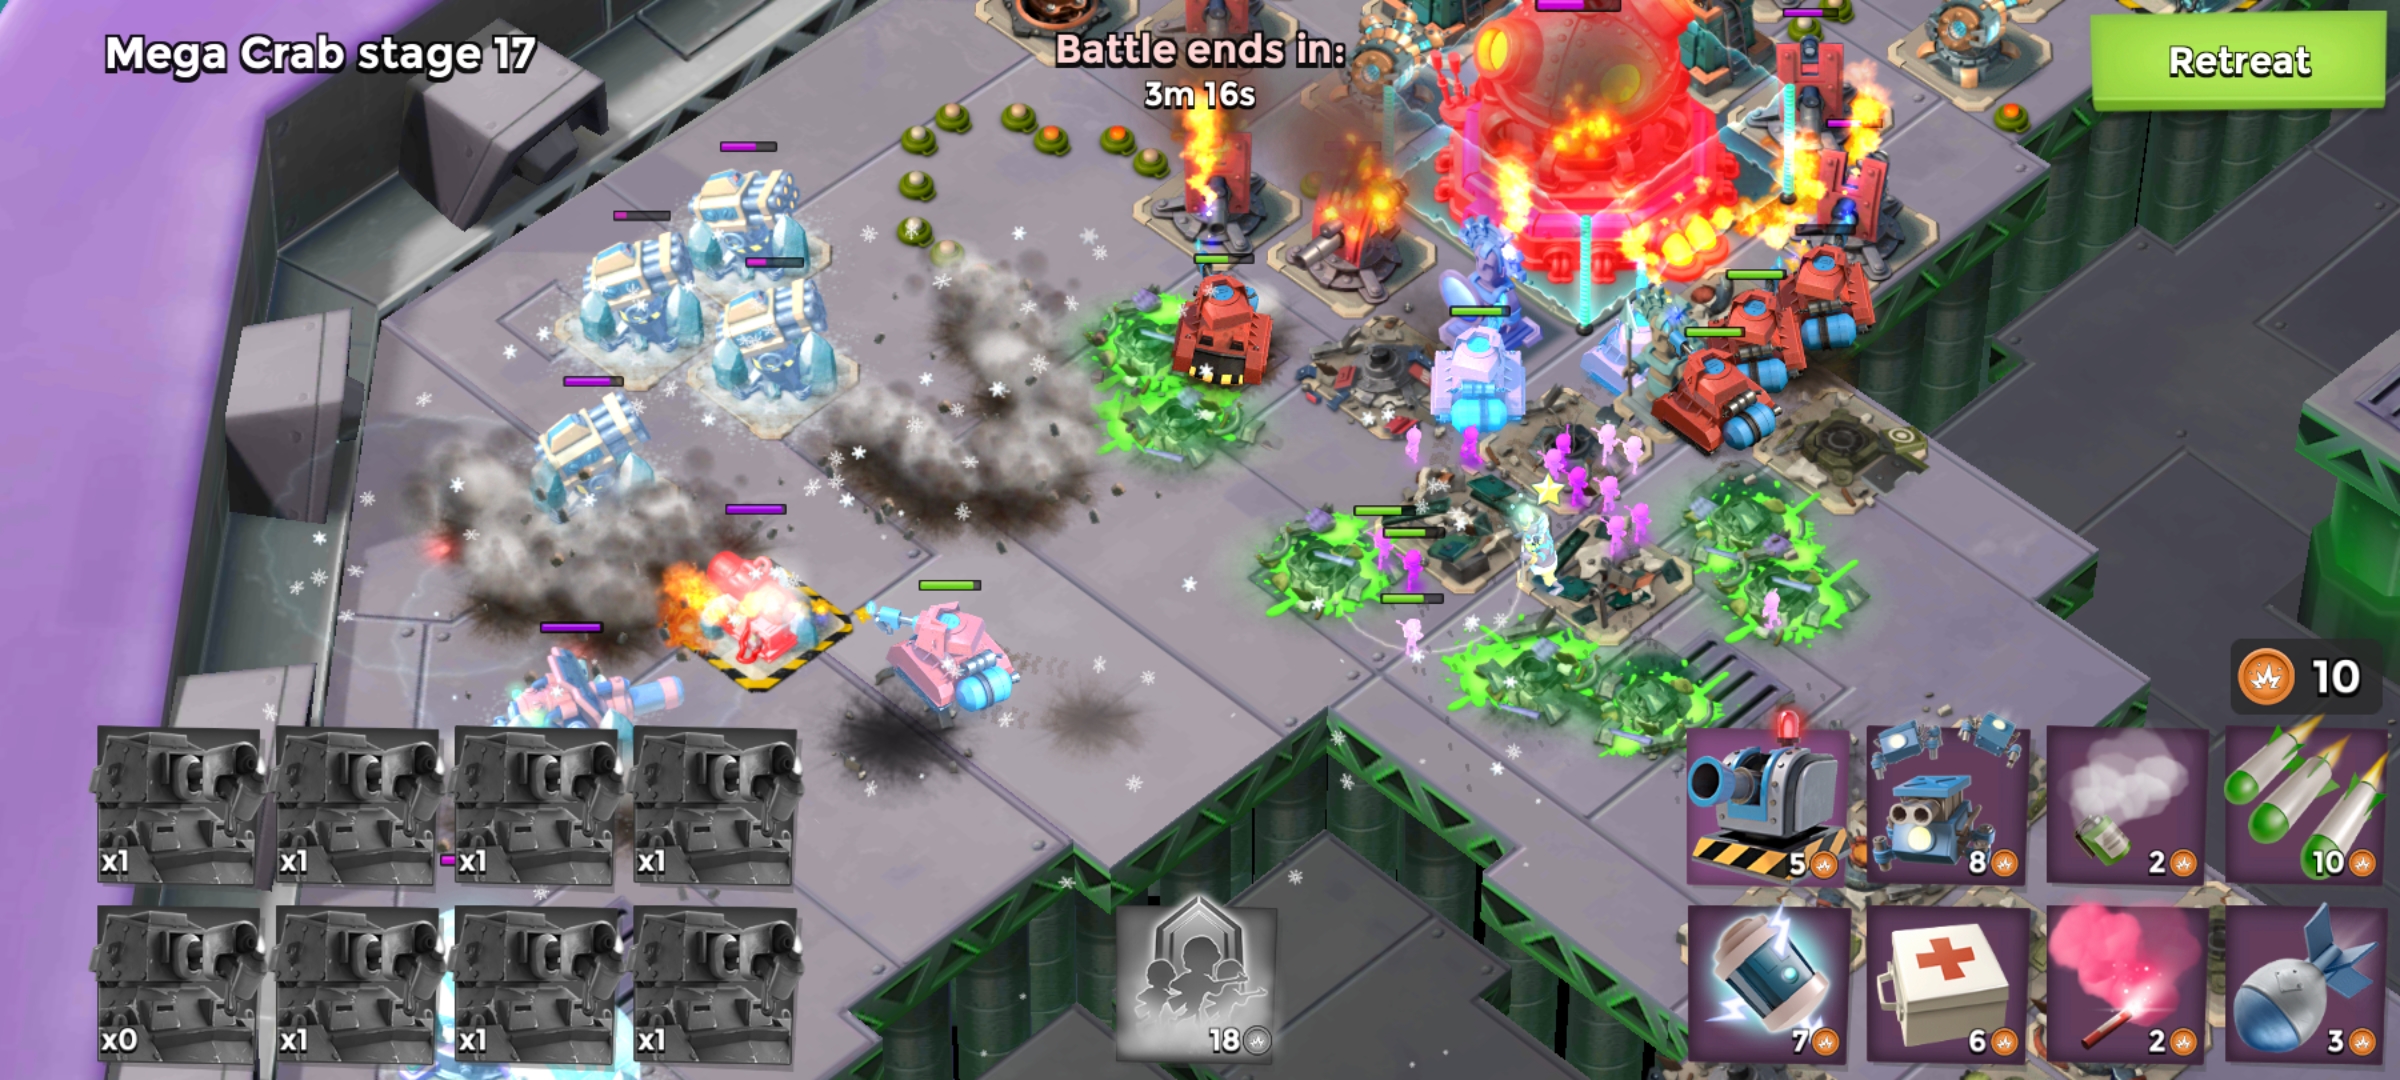 Mega Crab stage 17
Battle ends in:
3m 16s
Retreat
10
x1
x1
x1
x1
5
8
2
10
x0
x1
x1
x1
18
7
6
2
3